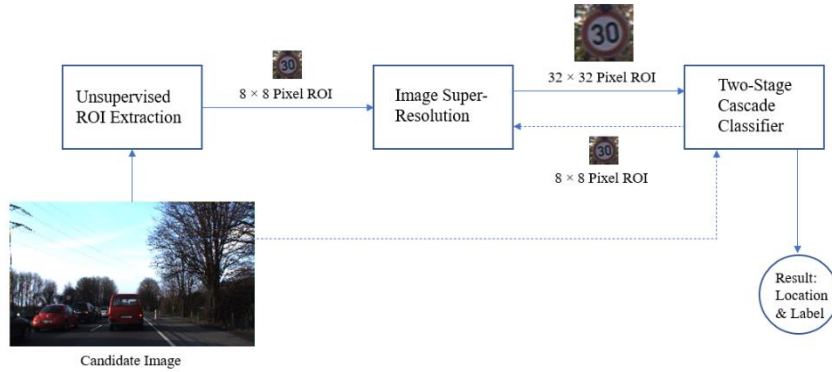 Unsupervised
ROI Extraction
30
8 × 8 Pixel ROI
Image Super-
Resolution
30
32 × 32 Pixel ROI
30
8 × 8 Pixel ROI
Two-Stage
Cascade
Classifier
Result:
Location
& Label
Candidate Image